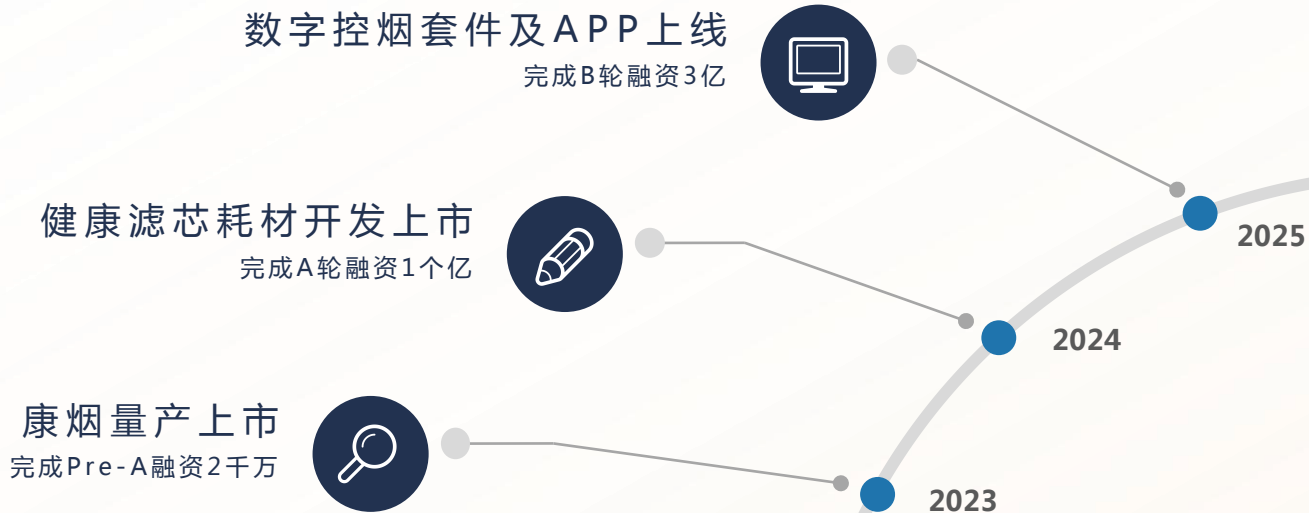 数字控烟套件及APP上线
完成B轮融资3亿
2025
健康滤芯耗材开发上市
完成A轮融资1个亿
2024
康烟量产上市
完成Pre-A融资2千万
2023